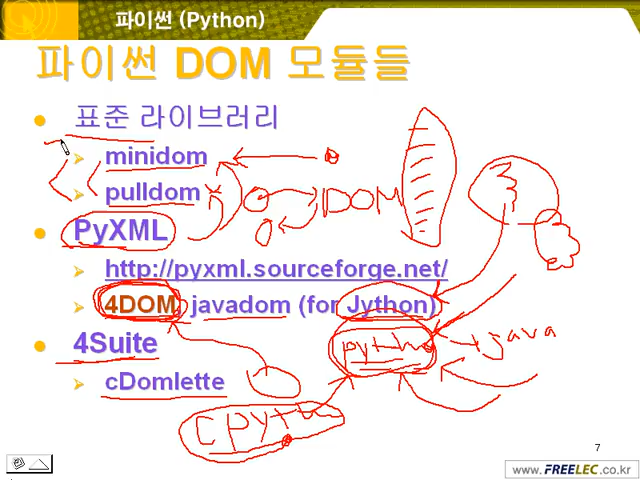 파이썬 (Python)
파이썬 DOM 모듈들
표준 라이브러리
minidom
pulldom
DOM
PyXML
http://pyxml.sourceforge.net/
4DOM, javadom (for Jython)
4Suite
python
java
cDomlette
CPyth
7
www.FREELEC.co.kr